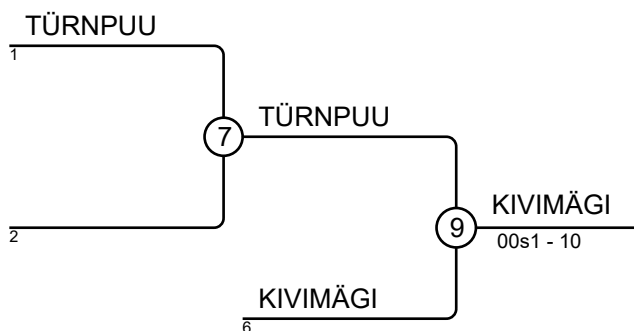 TÜRNPUU
1
7
TÜRNPUU
2
9
KIVIMÄGI
00s1 - 10
KIVIMÄGI
6